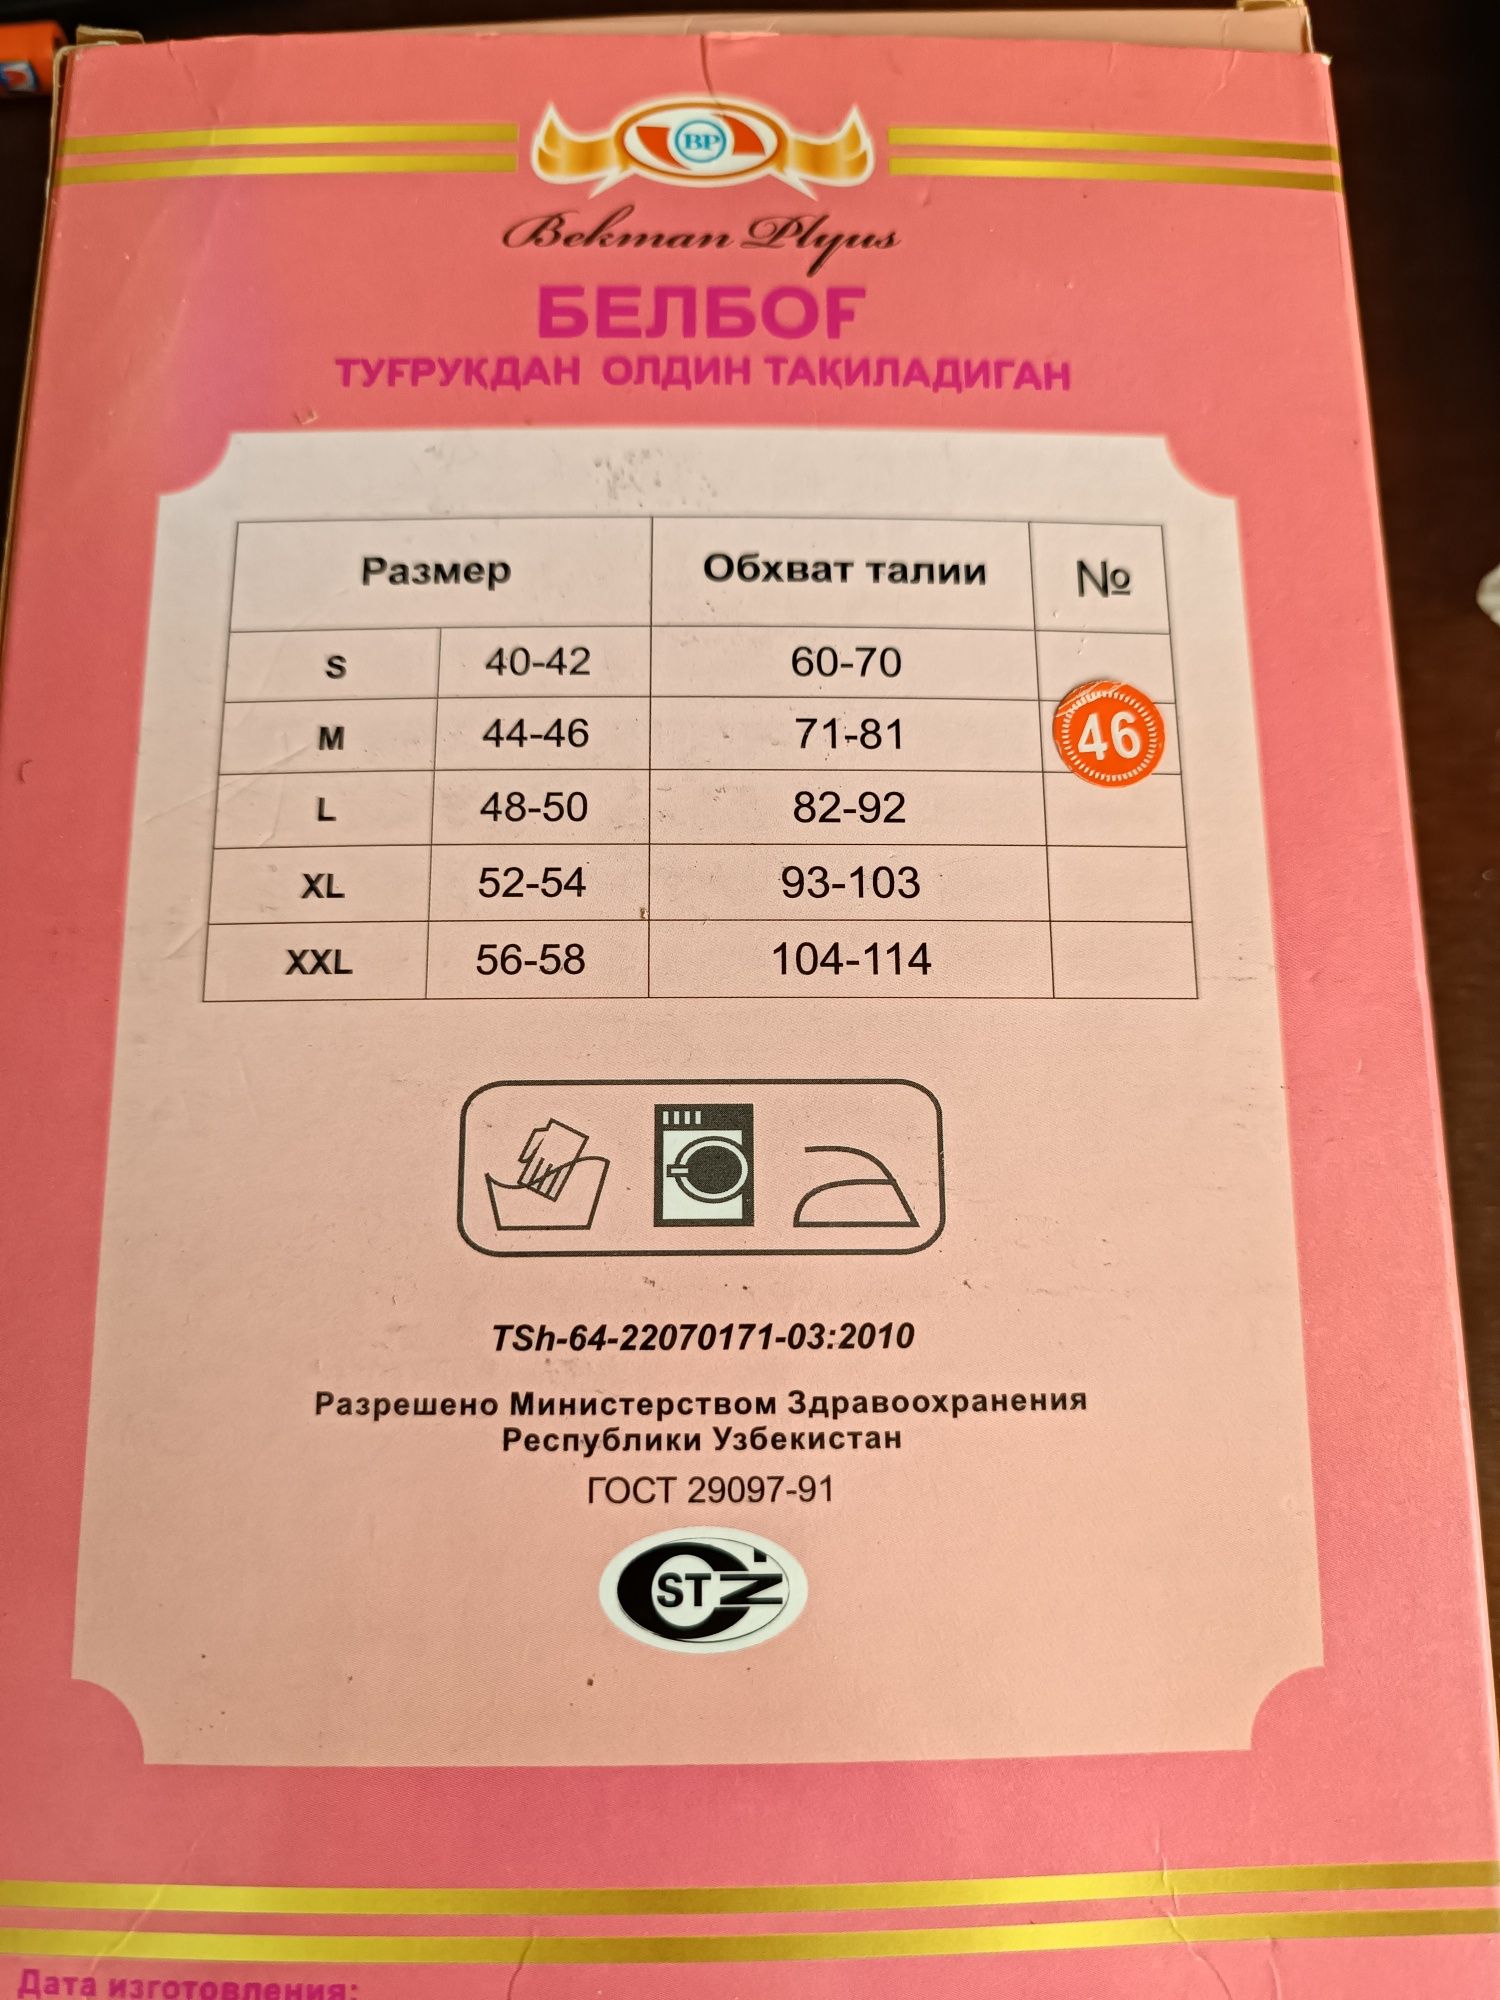 BP
Bekman Plyus
БЕЛБОҒ
ТУҒРУҚДАН ОЛДИН ТАҚИЛАДИГАН
Размер Обхват талии №
S 40-42 60-70
M 44-46 71-81 46
L 48-50 82-92
XL 52-54 93-103
XXL 56-58 104-114
TSh-64-22070171-03:2010
Разрешено Министерством Здравоохранения
Республики Узбекистан
ГОСТ 29097-91
ST
Дата изготовления: